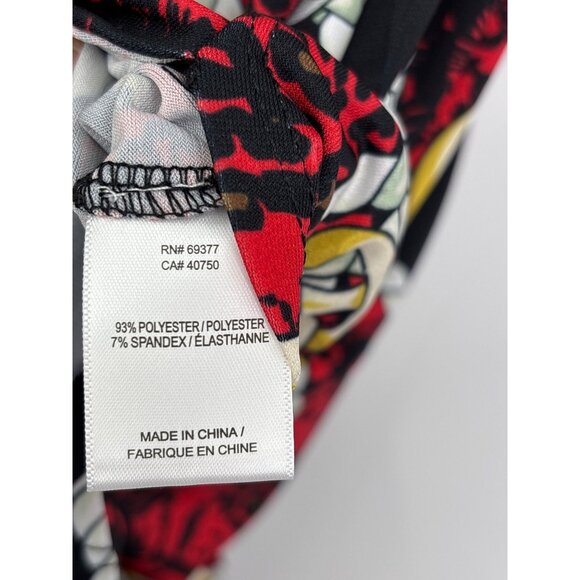 RN# 69377
CA# 40750
93% POLYESTER / POLYESTER
7% SPANDEX / ÉLASTHANNE
MADE IN CHINA /
FABRIQUE EN CHINE